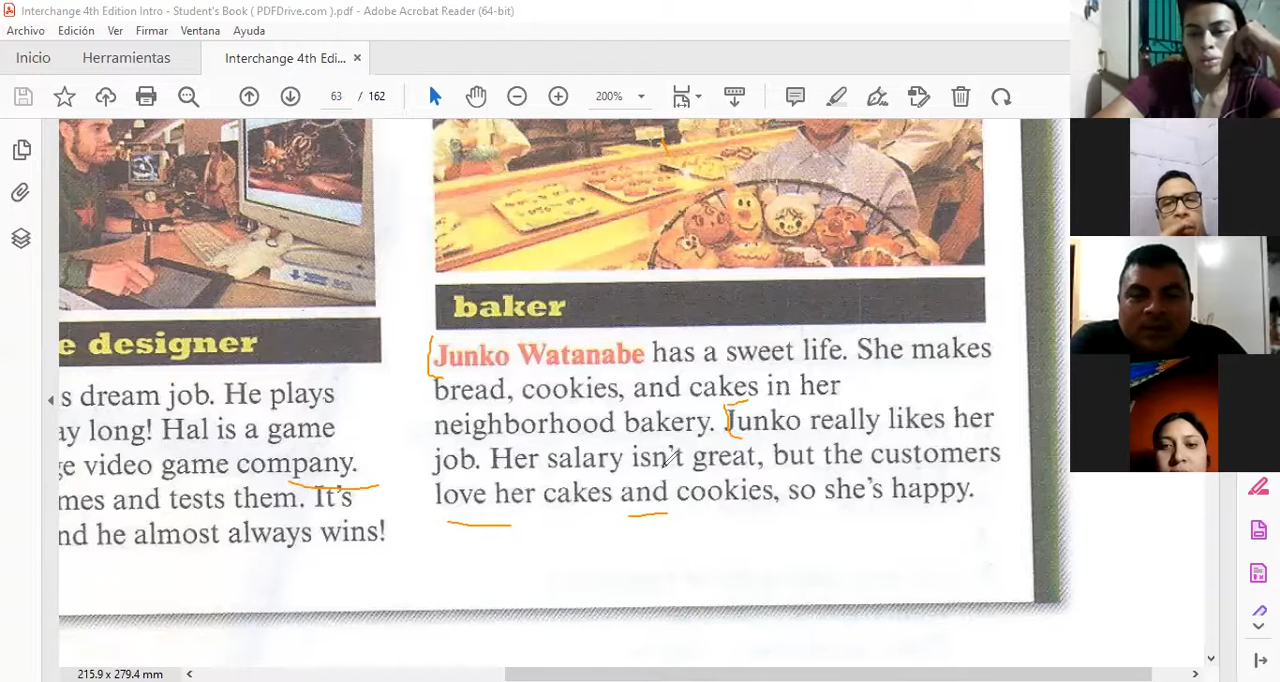 Interchange 4th Edition Intro - Student's Book ( PDFDrive.com ).pdf - Adobe Acrobat Reader (64-bit)
Archivo Edición Ver Firmar Ventana Ayuda
Inicio Herramientas Interchange 4th Edi... ×
63 / 162 200%
e designer
s dream job. He plays
ay long! Hal is a game
ge video game company.
mes and tests them. It's
nd he almost always wins!
baker
Junko Watanabe has a sweet life. She makes
bread, cookies, and cakes in her
neighborhood bakery. Junko really likes her
job. Her salary isn't great, but the customers
love her cakes and cookies, so she's happy.
215.9 x 279.4 mm